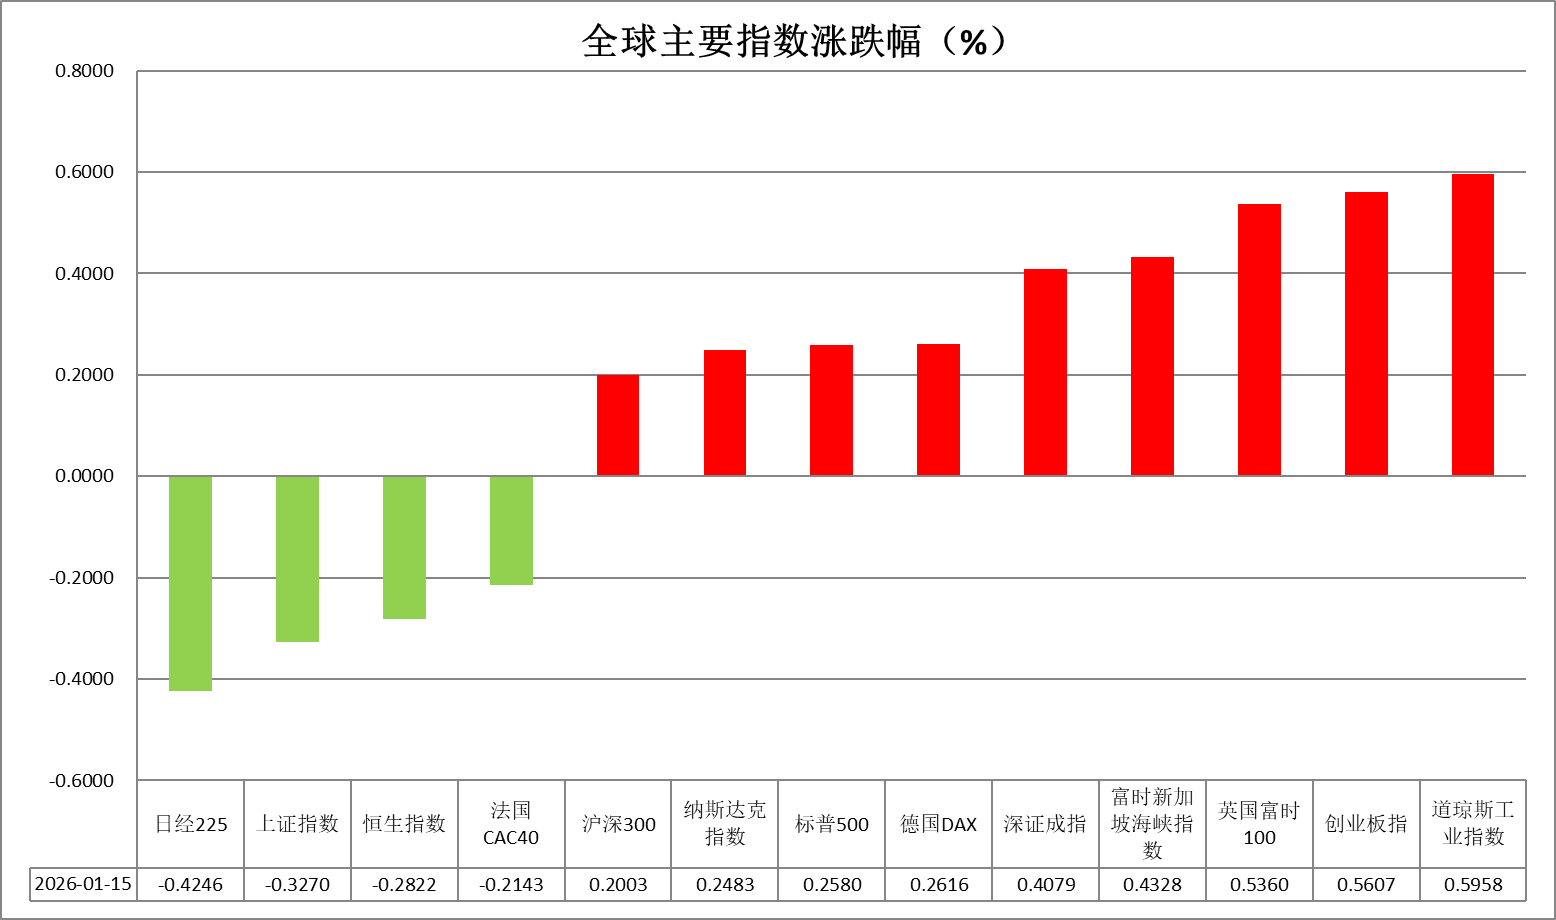 全球主要指数涨跌幅（%）
0.8000
0.6000
0.4000
0.2000
0.0000
-0.2000
-0.4000
-0.6000
日经225
上证指数
恒生指数
法国
CAC40
沪深300
纳斯达克
指数
标普500
德国DAX
深证成指
富时新加
坡海峡指
数
英国富时
100
创业板指
道琼斯工
业指数
2026-01-15 -0.4246 -0.3270 -0.2822 -0.2143 0.2003 0.2483 0.2580 0.2616 0.4079 0.4328 0.5360 0.5607 0.5958